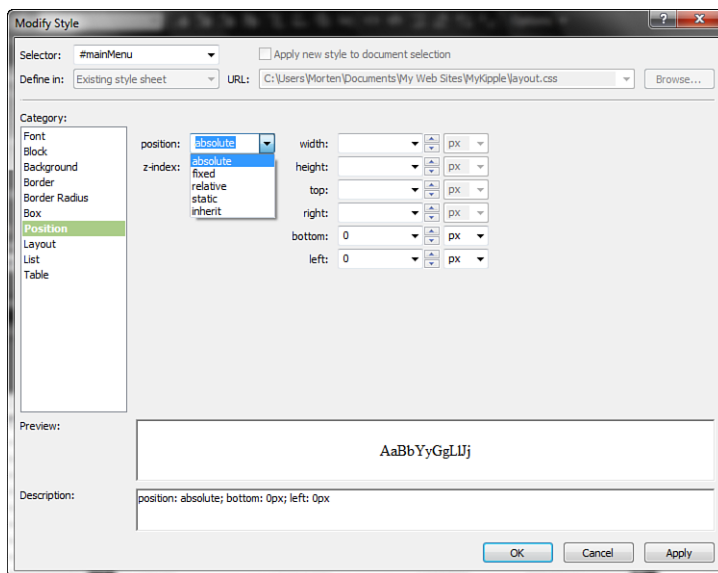 Modify Style
Selector: #mainMenu Apply new style to document selection
Define in: Existing style sheet URL: C:\Users\Morten\Documents\My Web Sites\MyKipple\layout.css Browse...
Category:
Font
Block
Background
Border
Border Radius
Box
Position
Layout
List
Table
position: absolute
absolute
fixed
relative
static
inherit
z-index:
width: px
height: px
top: px
right: px
bottom: 0 px
left: 0 px
Preview:
AaBbYyGgLlJj
Description:
position: absolute; bottom: 0px; left: 0px
OK Cancel Apply